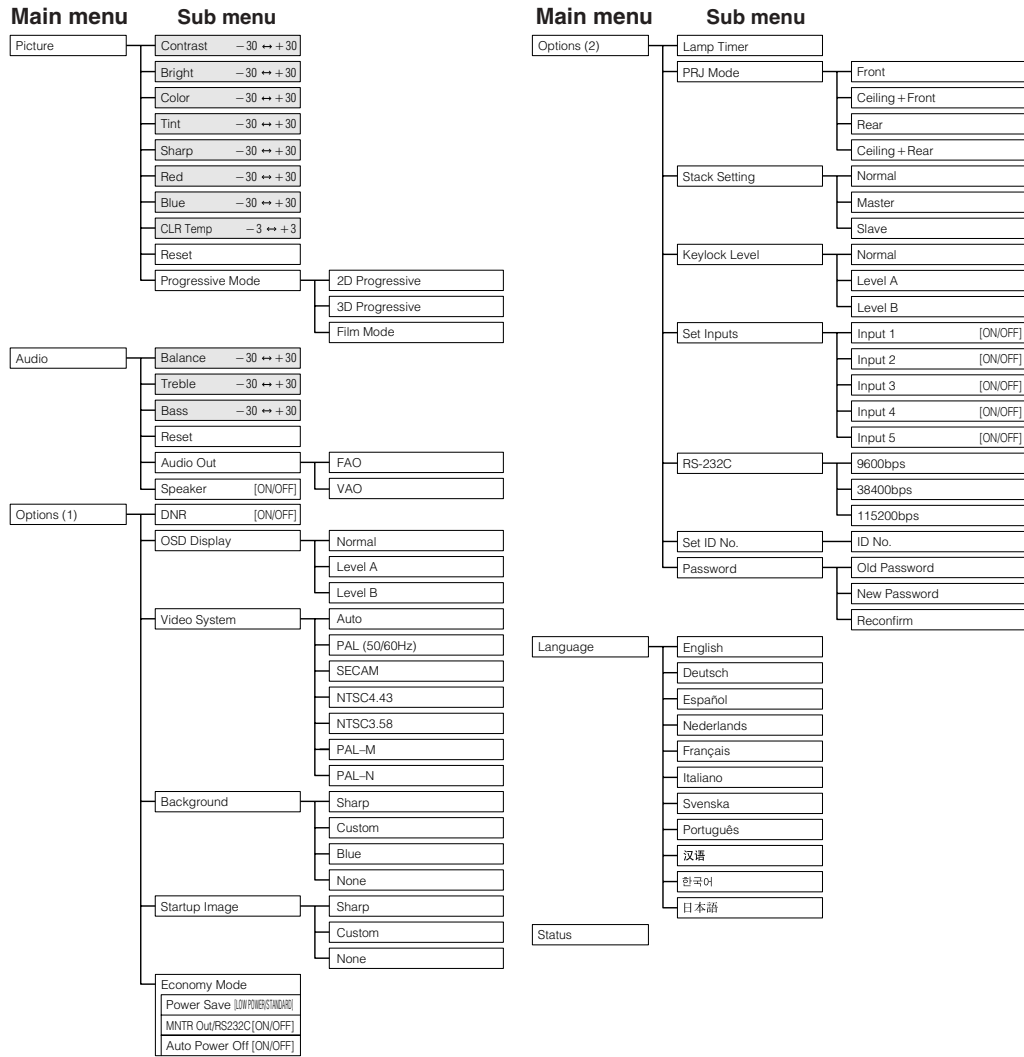 Main menu Sub menu
Picture
Contrast −30 ↔ +30
Bright −30 ↔ +30
Color −30 ↔ +30
Tint −30 ↔ +30
Sharp −30 ↔ +30
Red −30 ↔ +30
Blue −30 ↔ +30
CLR Temp −3 ↔ +3
Reset
Progressive Mode
2D Progressive
3D Progressive
Film Mode
Audio
Balance −30 ↔ +30
Treble −30 ↔ +30
Bass −30 ↔ +30
Reset
Audio Out
FAO
VAO
Speaker [ON/OFF]
Options (1)
DNR [ON/OFF]
OSD Display
Normal
Level A
Level B
Video System
Auto
PAL (50/60Hz)
SECAM
NTSC4.43
NTSC3.58
PAL–M
PAL–N
Background
Sharp
Custom
Blue
None
Startup Image
Sharp
Custom
None
Economy Mode
Power Save [LOW POWER/STANDARD]
MNTR Out/RS232C [ON/OFF]
Auto Power Off [ON/OFF]
Main menu Sub menu
Options (2)
Lamp Timer
PRJ Mode
Front
Ceiling+Front
Rear
Ceiling+Rear
Stack Setting
Normal
Master
Slave
Keylock Level
Normal
Level A
Level B
Set Inputs
Input 1 [ON/OFF]
Input 2 [ON/OFF]
Input 3 [ON/OFF]
Input 4 [ON/OFF]
Input 5 [ON/OFF]
RS-232C
9600bps
38400bps
115200bps
Set ID No.
ID No.
Password
Old Password
New Password
Reconfirm
Language
English
Deutsch
Español
Nederlands
Français
Italiano
Svenska
Português
汉语
한국어
日本語
Status